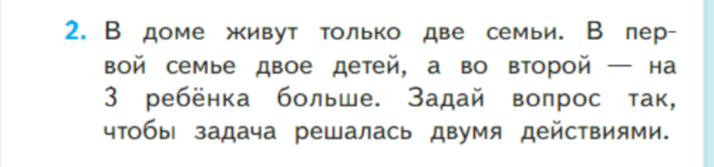 2. В доме живут только две семьи. В пер-
вой семье двое детей, а во второй — на
3 ребёнка больше. Задай вопрос так,
чтобы задача решалась двумя действиями.